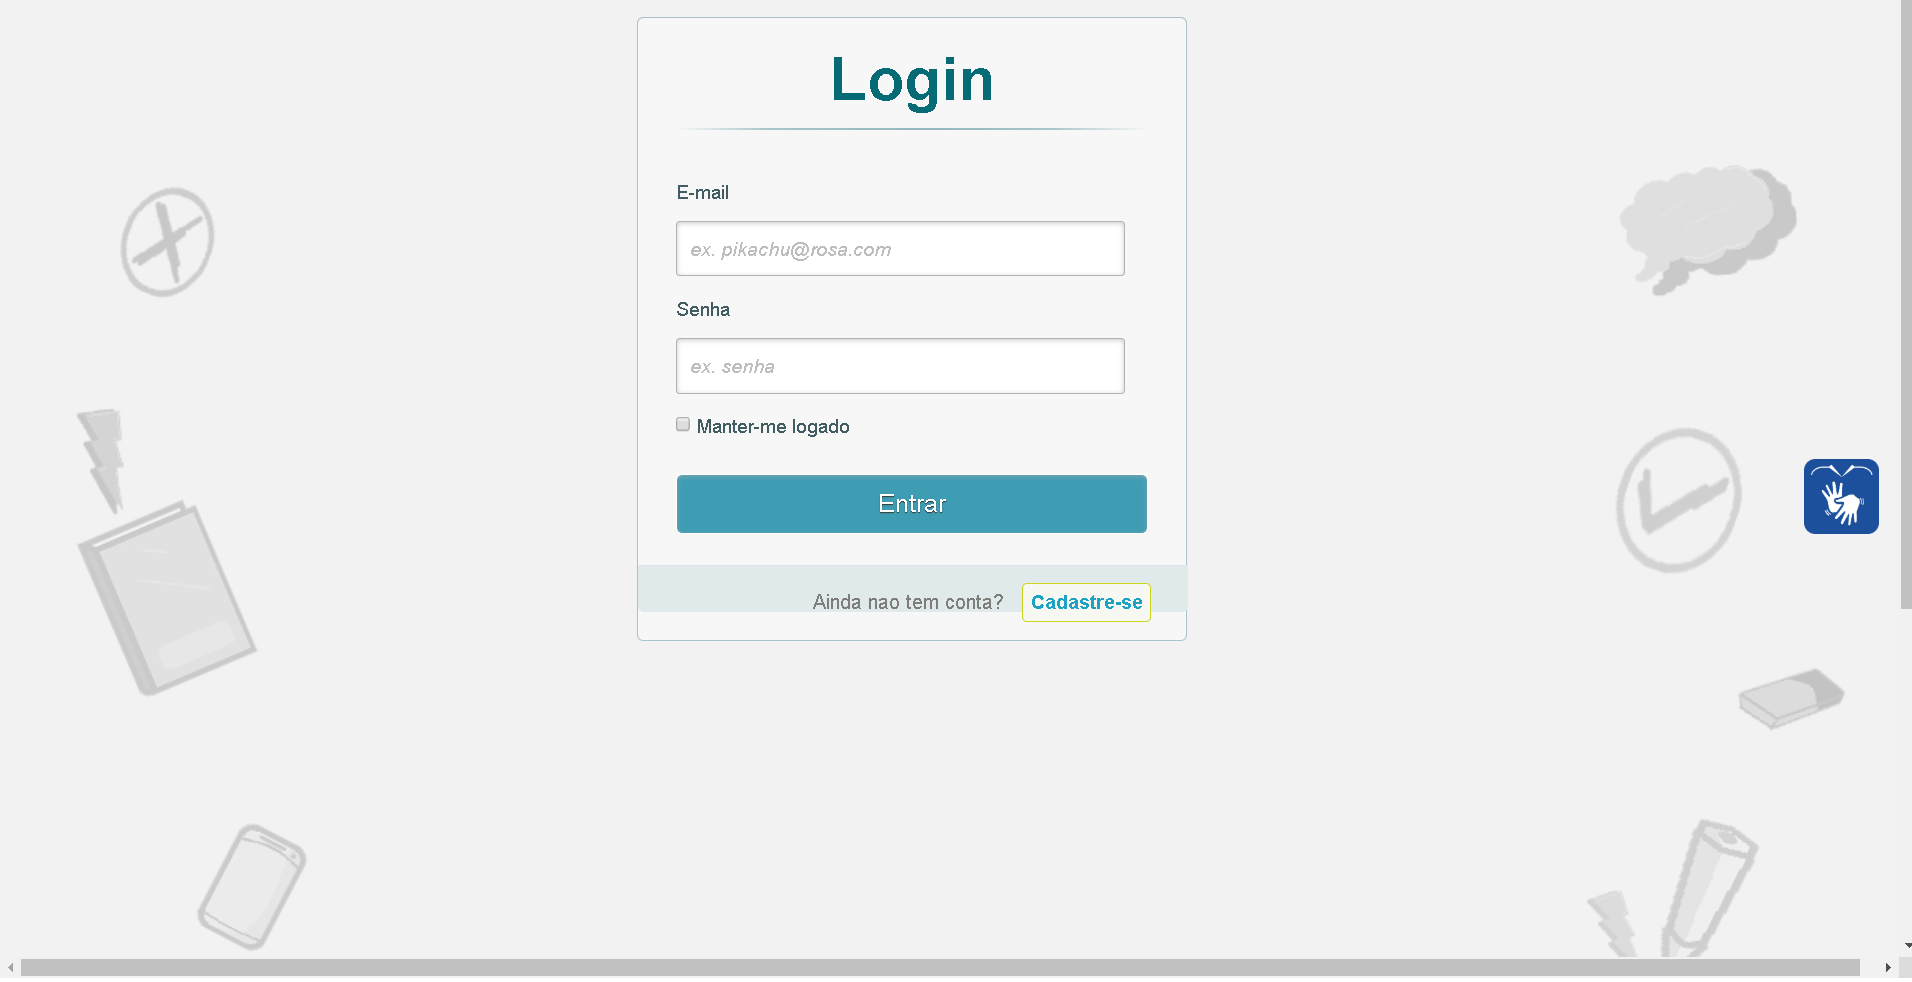 Login
E-mail
ex. pikachu@rosa.com
Senha
ex. senha
Manter-me logado
Entrar
Ainda nao tem conta? Cadastre-se